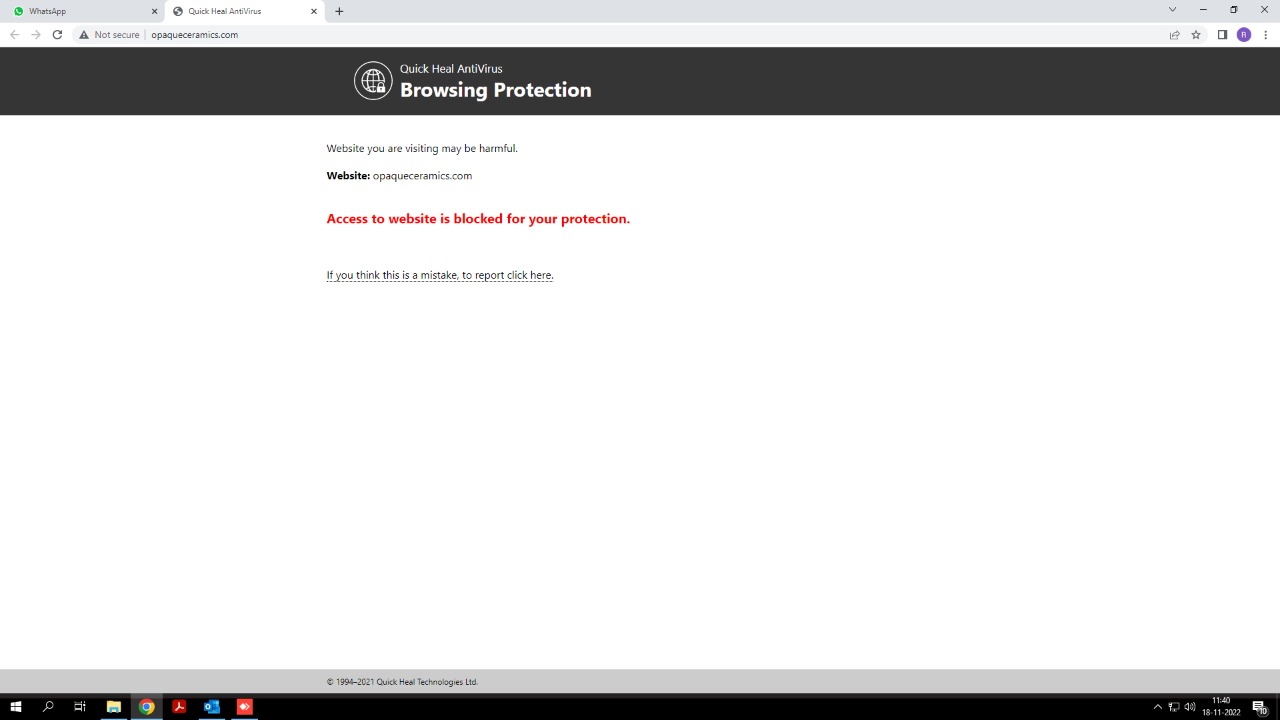 WhatsApp
Quick Heal AntiVirus
Not secure
opaqueceramics.com
R
Quick Heal AntiVirus
Browsing Protection
Website you are visiting may be harmful.
Website: opaqueceramics.com
Access to website is blocked for your protection.
If you think this is a mistake, to report click here.
© 1994–2021 Quick Heal Technologies Ltd.
11:40
18-11-2022
10